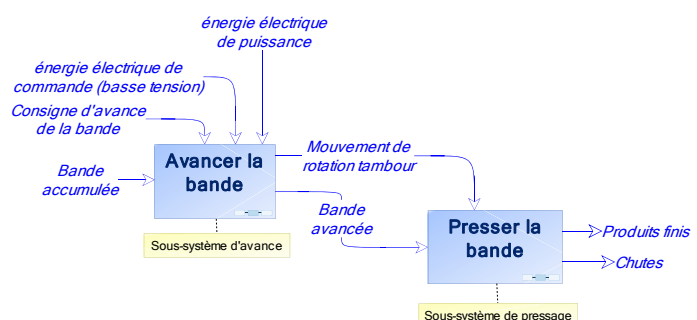 énergie électrique
de puissance
énergie électrique de
commande (basse tension)
Consigne d'avance
de la bande
Bande
accumulée
Avancer la
bande
Sous-système d'avance
Mouvement de
rotation tambour
Bande
avancée
Presser la
bande
Produits finis
Chutes
Sous-système de pressage